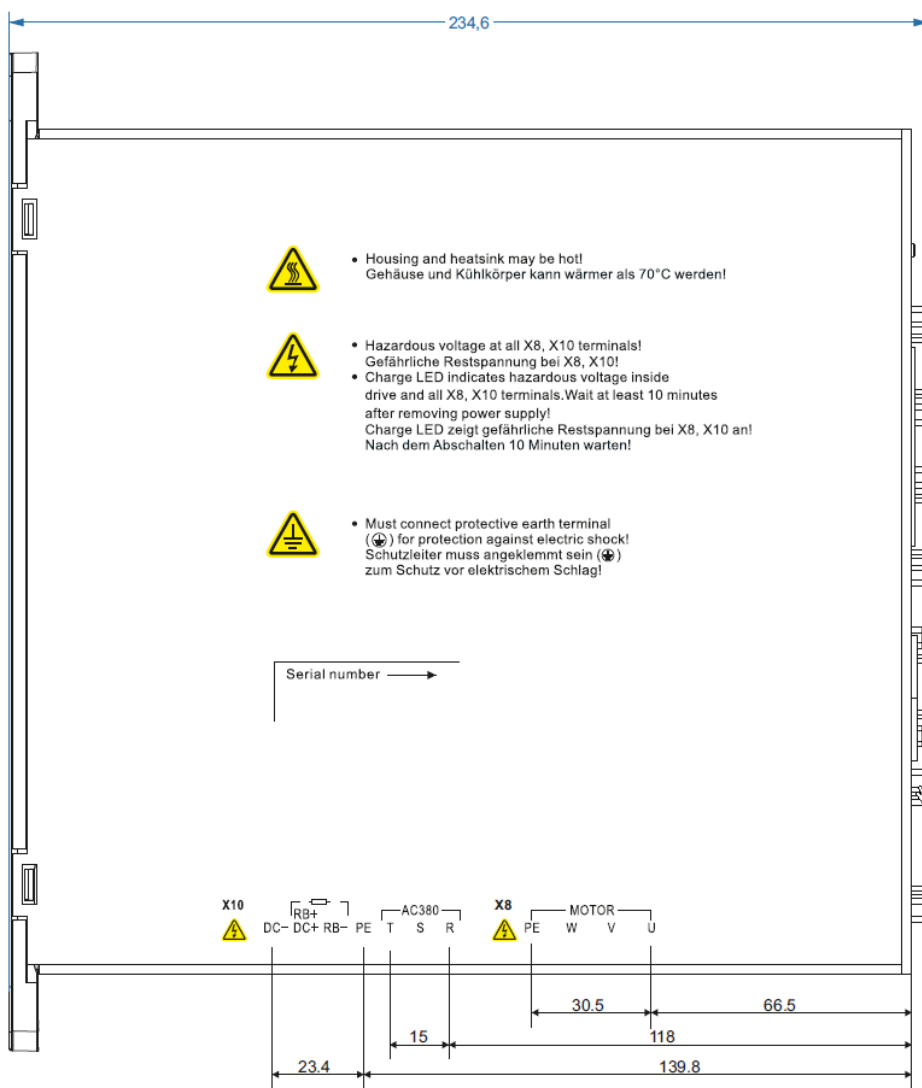 234,6
• Housing and heatsink may be hot!
Gehäuse und Kühlkörper kann wärmer als 70°C werden!
• Hazardous voltage at all X8, X10 terminals!
Gefährliche Restspannung bei X8, X10!
• Charge LED indicates hazardous voltage inside
drive and all X8, X10 terminals.Wait at least 10 minutes
after removing power supply!
Charge LED zeigt gefährliche Restspannung bei X8, X10 an!
Nach dem Abschalten 10 Minuten warten!
• Must connect protective earth terminal
(⏚) for protection against electric shock!
Schutzleiter muss angeklemmt sein (⏚)
zum Schutz vor elektrischem Schlag!
Serial number
X10
RB+
AC380
X8
MOTOR
DC- DC+ RB- PE T S R PE W V U
30.5 66.5
15 118
23.4 139.8